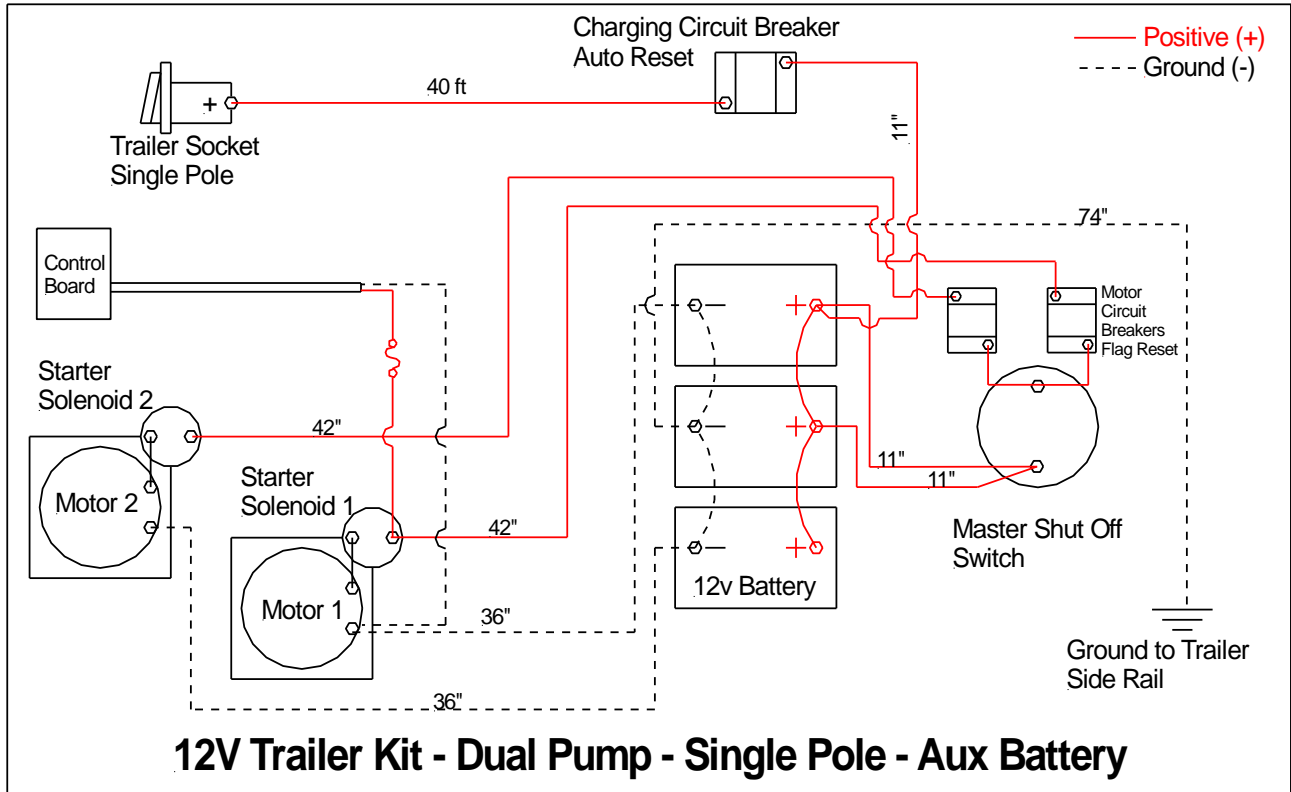 Charging Circuit Breaker
Auto Reset
Positive (+)
Ground (-)
40 ft
+
Trailer Socket
Single Pole
11"
74"
Control
Board
Motor
Circuit
Breakers
Flag Reset
Starter
Solenoid 2
42"
Motor 2
Starter
Solenoid 1
42"
Motor 1
36"
36"
— +
— +
— +
12v Battery
11"
11"
Master Shut Off
Switch
Ground to Trailer
Side Rail
12V Trailer Kit - Dual Pump - Single Pole - Aux Battery